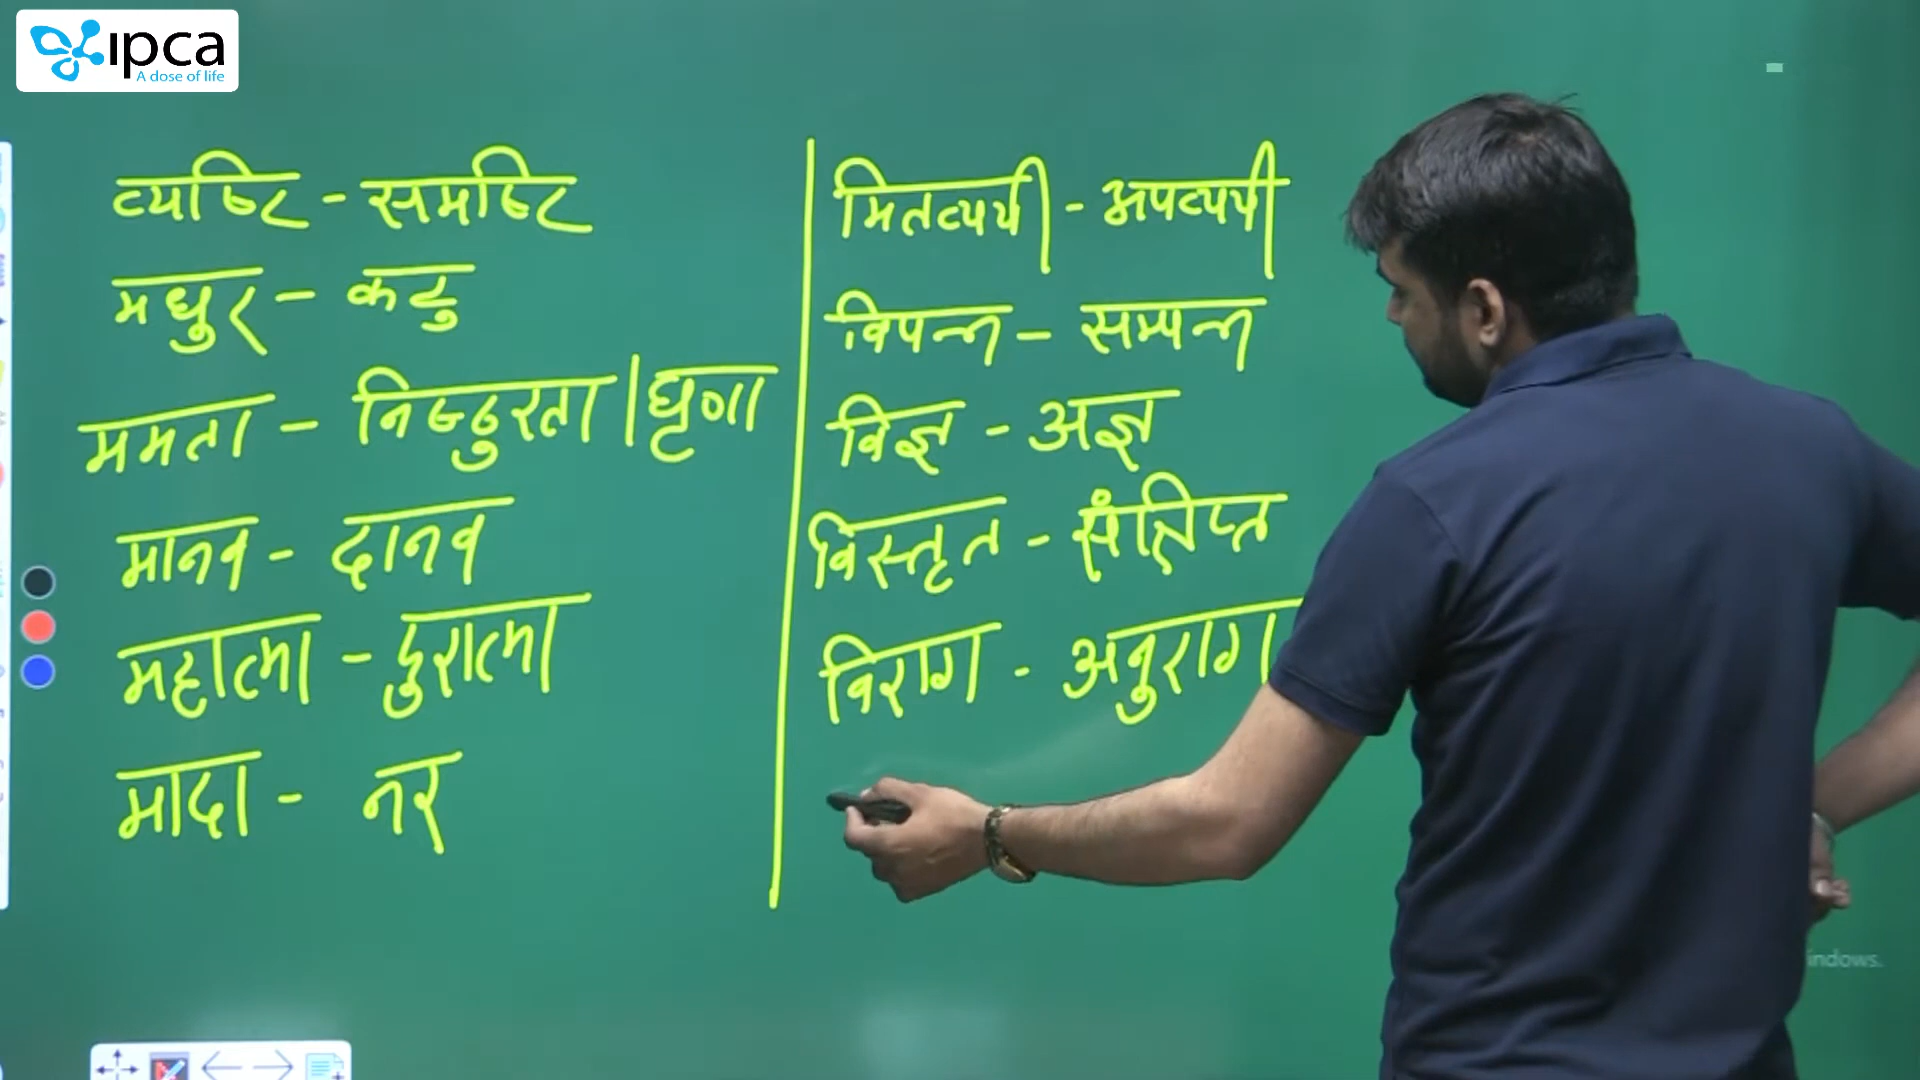 ipca
A dose of life
व्यष्टि - समष्टि
मधुर - कटु
ममता - निष्ठुरता | घृणा
मानव - दानव
महात्मा - दुरात्मा
मादा - नर
मितव्ययी - अपव्ययी
विपन्न - सम्पन्न
विज्ञ - अज्ञ
विस्तृत - संक्षिप्त
विराग - अनुराग
indows.